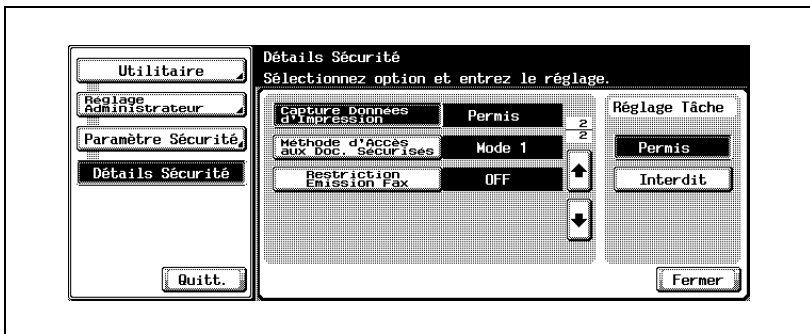 Utilitaire
Réglage
Administrateur
Paramètre Sécurité
Détails Sécurité
Quitt.
Détails Sécurité
Sélectionnez option et entrez le réglage.
Capture Données
d'Impression
Permis
Méthode d'Accès
aux Doc. Sécurisés
Mode 1
Restriction
Emission Fax
OFF
2
2
Réglage Tâche
Permis
Interdit
Fermer